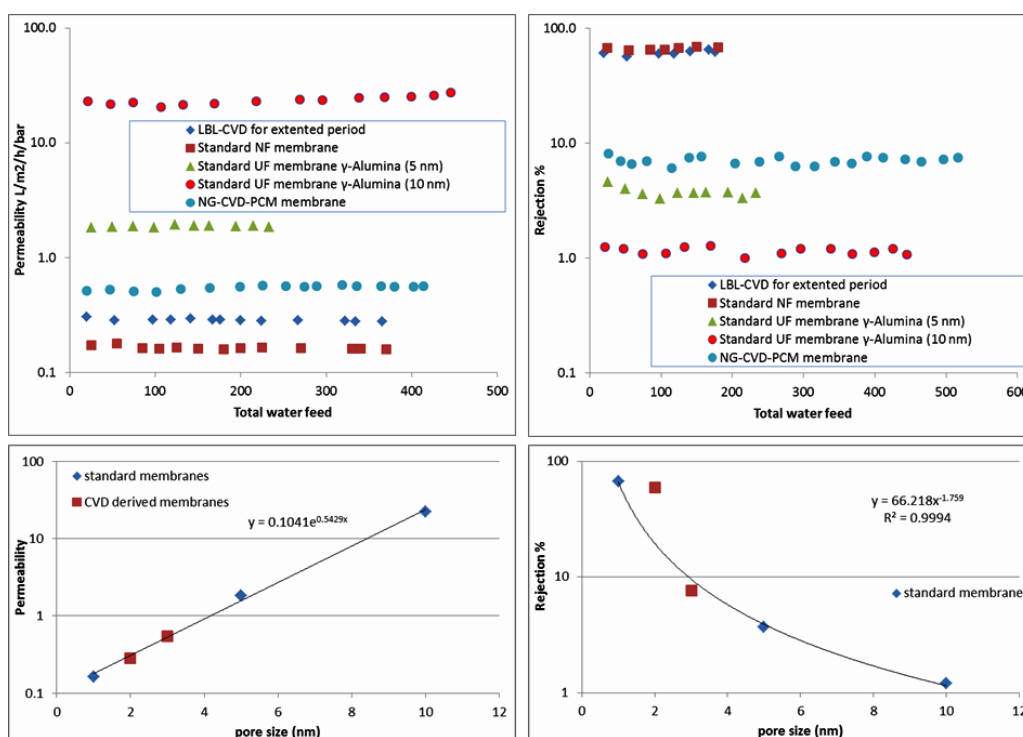 100.0
10.0
1.0
0.1
Permeability L/m2/h/bar
LBL-CVD for extented period
Standard NF membrane
Standard UF membrane γ-Alumina (5 nm)
Standard UF membrane γ-Alumina (10 nm)
NG-CVD-PCM membrane
0 100 200 300 400 500
Total water feed
100.0
10.0
1.0
0.1
Rejection %
LBL-CVD for extented period
Standard NF membrane
Standard UF membrane γ-Alumina (5 nm)
Standard UF membrane γ-Alumina (10 nm)
NG-CVD-PCM membrane
0 100 200 300 400 500 600
Total water feed
100
10
1
0.1
Permeability
standard membranes
CVD derived membranes
y = 0.1041e0.5429x
0 2 4 6 8 10 12
pore size (nm)
100
10
1
Rejection %
y = 66.218x-1.759
R² = 0.9994
standard membrane
0 2 4 6 8 10 12
pore size (nm)